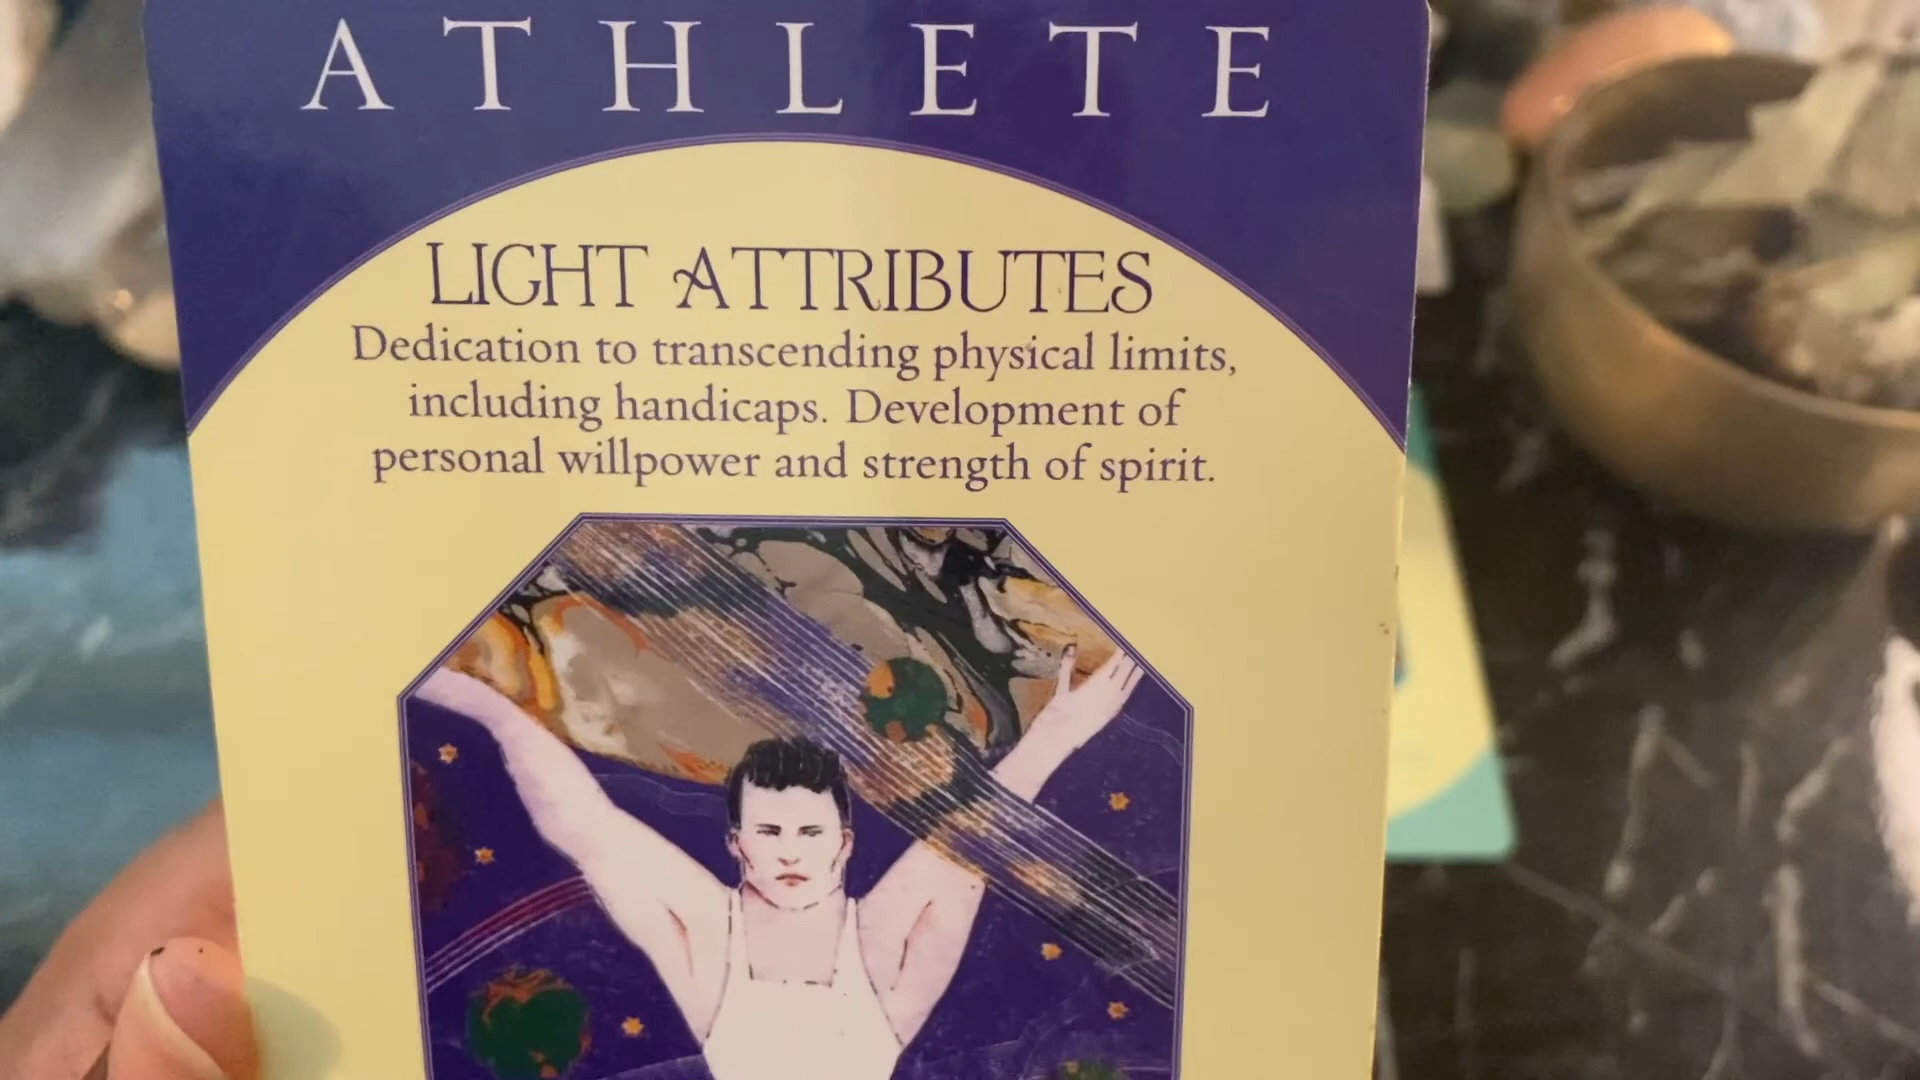 ATHLETE
LIGHT ATTRIBUTES
Dedication to transcending physical limits,
including handicaps. Development of
personal willpower and strength of spirit.